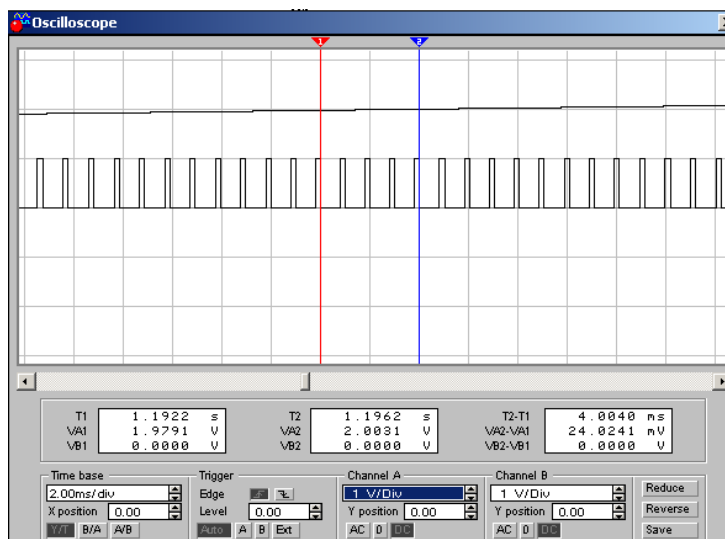 Oscilloscope
1 2
T1 1.1922 s T2 1.1962 s T2-T1 4.0040 ms
VA1 1.9791 V VA2 2.0031 V VA2-VA1 24.0241 mV
VB1 0.0000 V VB2 0.0000 V VB2-VB1 0.0000 V
Time base Trigger Channel A Channel B
2.00ms/div Edge 1 V/Div 1 V/Div Reduce
X position 0.00 Level 0.00 Y position 0.00 Y position 0.00 Reverse
Y/T B/A A/B Auto A B Ext AC 0 DC AC 0 DC Save